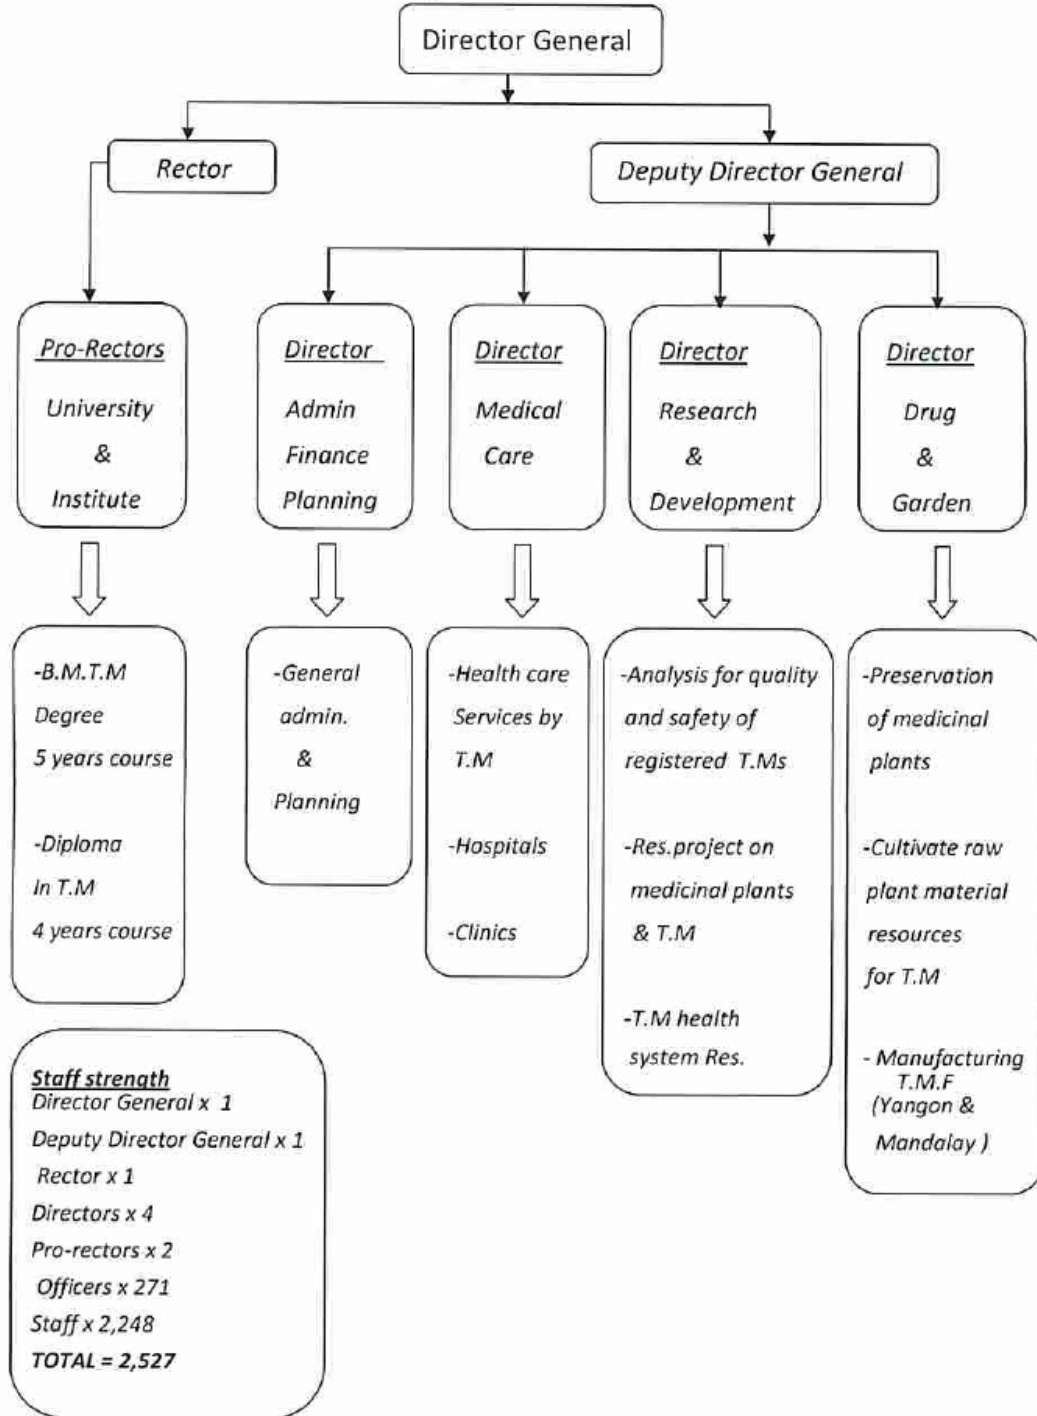 Director General
Rector
Deputy Director General
Pro-Rectors
University
&
Institute
Director
Admin
Finance
Planning
Director
Medical
Care
Director
Research
&
Development
Director
Drug
&
Garden
-B.M.T.M
Degree
5 years course
-Diploma
In T.M
4 years course
-General
admin.
&
Planning
-Health care
Services by
T.M
-Hospitals
-Clinics
-Analysis for quality
and safety of
registered T.Ms
-Res.project on
medicinal plants
& T.M
-T.M health
system Res.
-Preservation
of medicinal
plants
-Cultivate raw
plant material
resources
for T.M
- Manufacturing
T.M.F
(Yangon &
Mandalay )
Staff strength
Director General x 1
Deputy Director General x 1
Rector x 1
Directors x 4
Pro-rectors x 2
Officers x 271
Staff x 2,248
TOTAL = 2,527